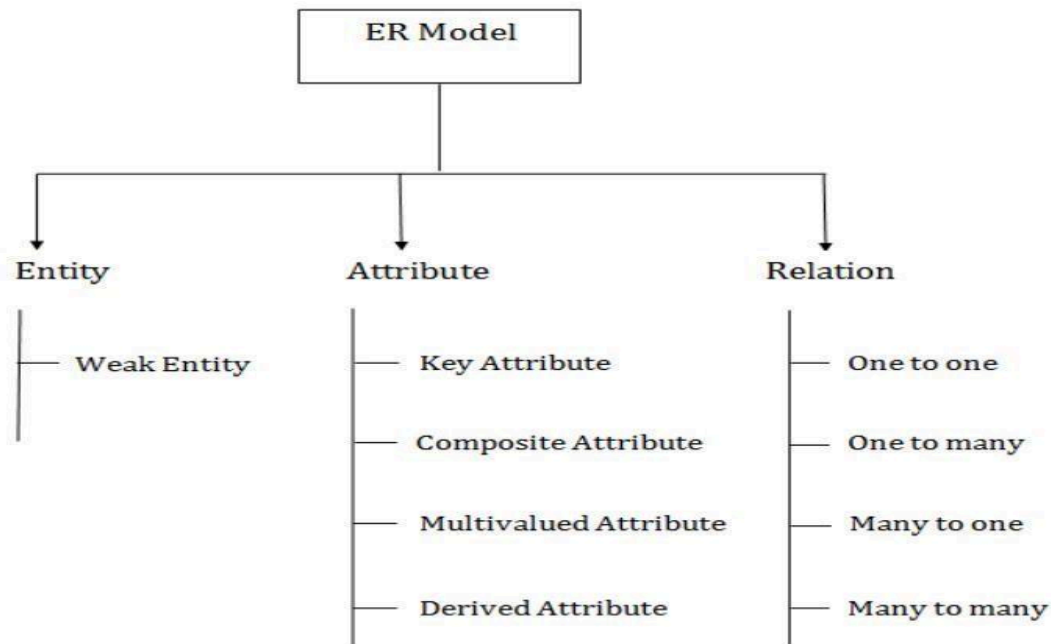 ER Model
Entity
Attribute
Relation
Weak Entity
Key Attribute
One to one
Composite Attribute
One to many
Multivalued Attribute
Many to one
Derived Attribute
Many to many